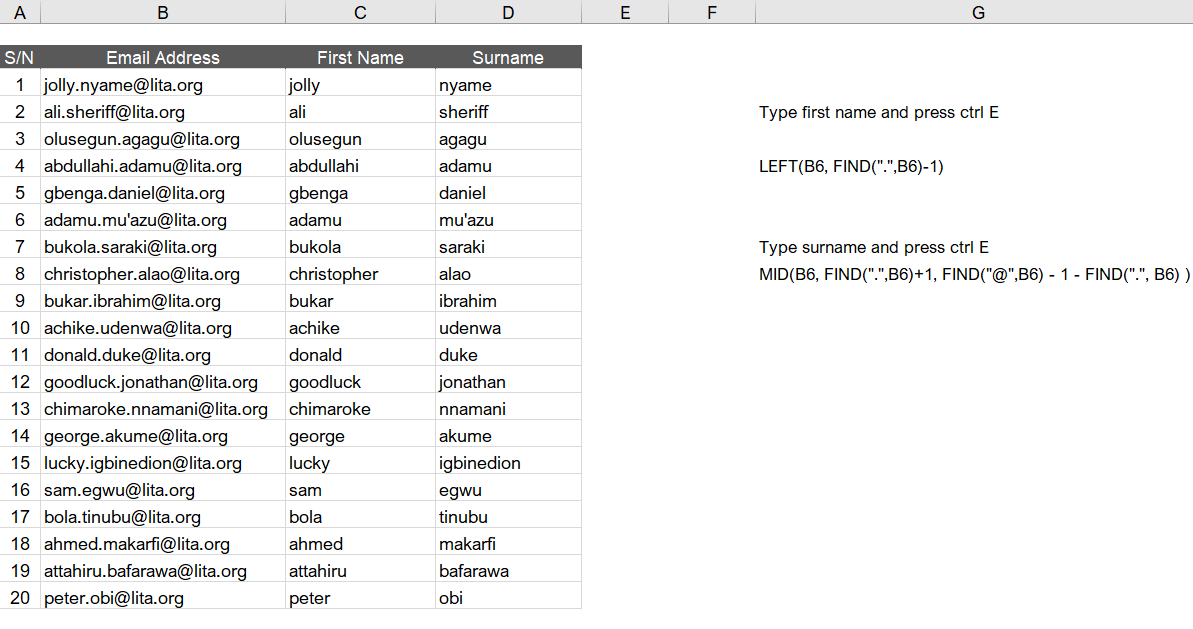 A B C D E F G
S/N Email Address First Name Surname
1 jolly.nyame@lita.org jolly nyame
2 ali.sheriff@lita.org ali sheriff Type first name and press ctrl E
3 olusegun.agagu@lita.org olusegun agagu
4 abdullahi.adamu@lita.org abdullahi adamu LEFT(B6, FIND(".",B6)-1)
5 gbenga.daniel@lita.org gbenga daniel
6 adamu.mu'azu@lita.org adamu mu'azu
7 bukola.saraki@lita.org bukola saraki Type surname and press ctrl E
8 christopher.alao@lita.org christopher alao MID(B6, FIND(".",B6)+1, FIND("@",B6) - 1 - FIND(".", B6) )
9 bukar.ibrahim@lita.org bukar ibrahim
10 achike.udenwa@lita.org achike udenwa
11 donald.duke@lita.org donald duke
12 goodluck.jonathan@lita.org goodluck jonathan
13 chimaroke.nnamani@lita.org chimaroke nnamani
14 george.akume@lita.org george akume
15 lucky.igbinedion@lita.org lucky igbinedion
16 sam.egwu@lita.org sam egwu
17 bola.tinubu@lita.org bola tinubu
18 ahmed.makarfi@lita.org ahmed makarfi
19 attahiru.bafarawa@lita.org attahiru bafarawa
20 peter.obi@lita.org peter obi